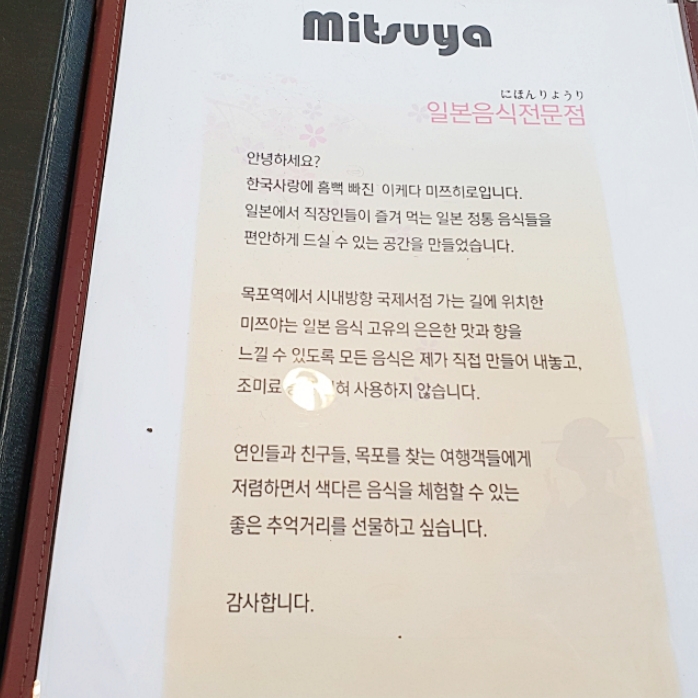 Mitsuya
にほんりょうり
일본음식전문점
안녕하세요?
한국사랑에 홈뻑 빠진 이케다 미쯔히로입니다.
일본에서 직장인들이 즐겨 먹는 일본 정통 음식들을
편안하게 드실 수 있는 공간을 만들었습니다.
목포역에서 시내방향 국제서점 가는 길에 위치한
미쯔야는 일본 음식 고유의 은은한 맛과 향을
느낄 수 있도록 모든 음식은 제가 직접 만들어 내놓고,
조미료 사용하지 않습니다.
연인들과 친구들, 목포를 찾는 여행객들에게
저렴하면서 색다른 음식을 체험할 수 있는
좋은 추억거리를 선물하고 싶습니다.
감사합니다.